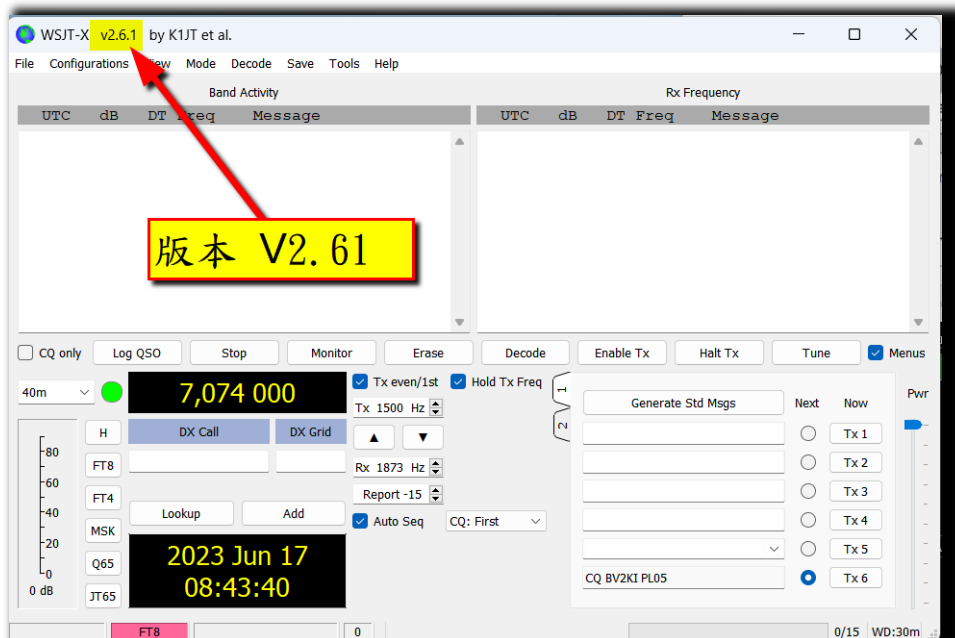 WSJT-X v2.6.1 by K1JT et al.
File Configurations View Mode Decode Save Tools Help
Band Activity
Rx Frequency
UTC dB DT Freq Message
UTC dB DT Freq Message
版本 V2.61
CQ only Log QSO Stop Monitor Erase Decode Enable Tx Halt Tx Tune Menus
40m
7,074 000
Tx even/1st Hold Tx Freq
Tx 1500 Hz
DX Call DX Grid
Rx 1873 Hz
Report -15
Lookup Add
Auto Seq CQ: First
2023 Jun 17
08:43:40
-80
-60
-40
-20
0
0 dB
H
FT8
FT4
MSK
Q65
JT65
1
2
Generate Std Msgs Next Now Pwr
Tx 1
Tx 2
Tx 3
Tx 4
Tx 5
CQ BV2KI PL05 Tx 6
FT8 0 0/15 WD:30m